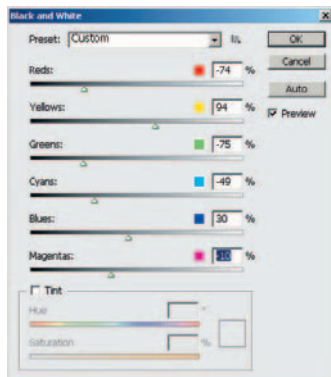 Black and White
Preset: Custom
OK
Cancel
Auto
Preview
Reds: -74 %
Yellows: 94 %
Greens: -75 %
Cyans: -49 %
Blues: 30 %
Magentas: -10 %
Tint
Hue °
Saturation %